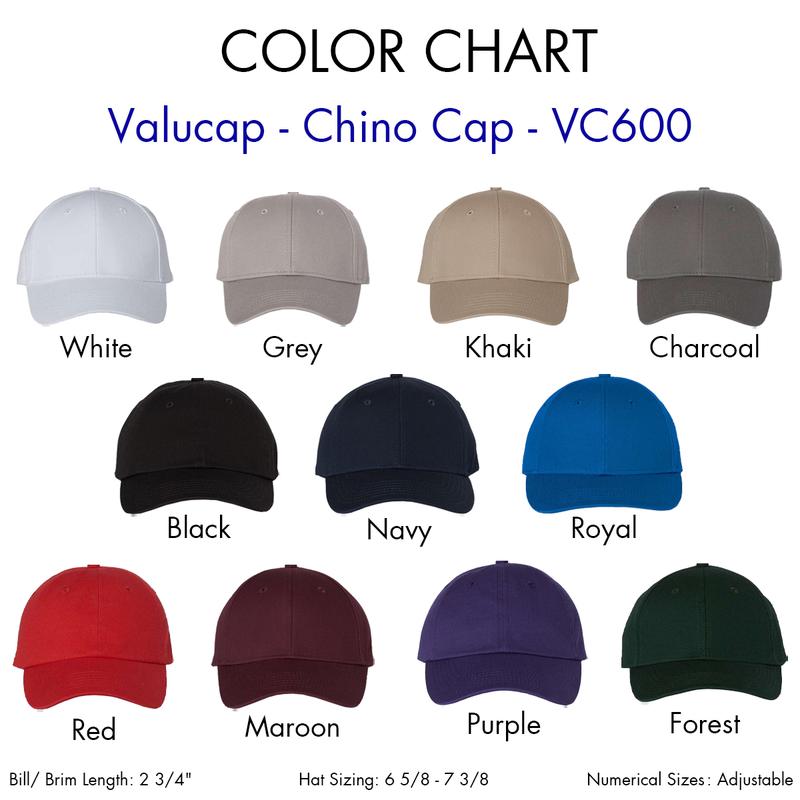 COLOR CHART
Valucap - Chino Cap - VC600
White Grey Khaki Charcoal
Black Navy Royal
Red Maroon Purple Forest
Bill/ Brim Length: 2 3/4" Hat Sizing: 6 5/8 - 7 3/8 Numerical Sizes: Adjustable